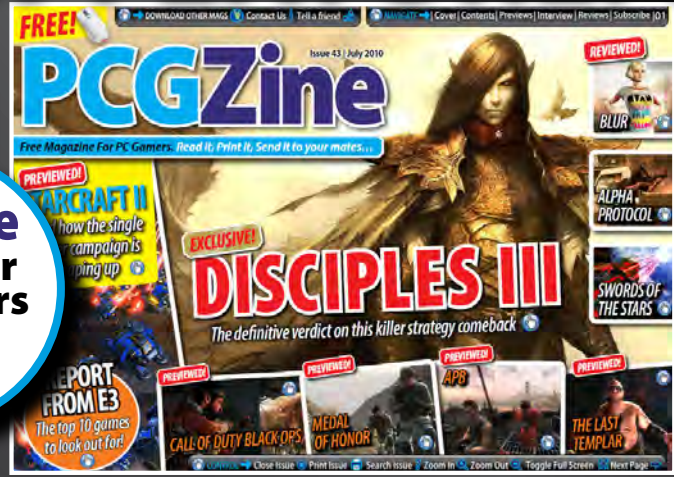 FREE!
DOWNLOAD OTHER MAGS Contact Us Tell a friend
NAVIGATE Cover | Contents | Previews | Interview | Reviews | Subscribe | 01
Issue 43 | July 2010
PCGZine
Free Magazine For PC Gamers. Read it, Print it, Send it to your mates...
REVIEWED!
BLUR
ALPHA
PROTOCOL
SWORDS OF
THE STARS
PREVIEWED!
STARCRAFT II
how the single
campaign is
up
e
r
rs
EXCLUSIVE!
DISCIPLES III
The definitive verdict on this killer strategy comeback
REPORT
FROM E3
The top 10 games
to look out for!
PREVIEWED!
CALL OF DUTY BLACK OPS
PREVIEWED!
MEDAL
OF HONOR
PREVIEWED!
APB
PREVIEWED!
THE LAST
TEMPLAR
CONTROL Close Issue Print Issue Search Issue Zoom In Zoom Out Toggle Full Screen Next Page